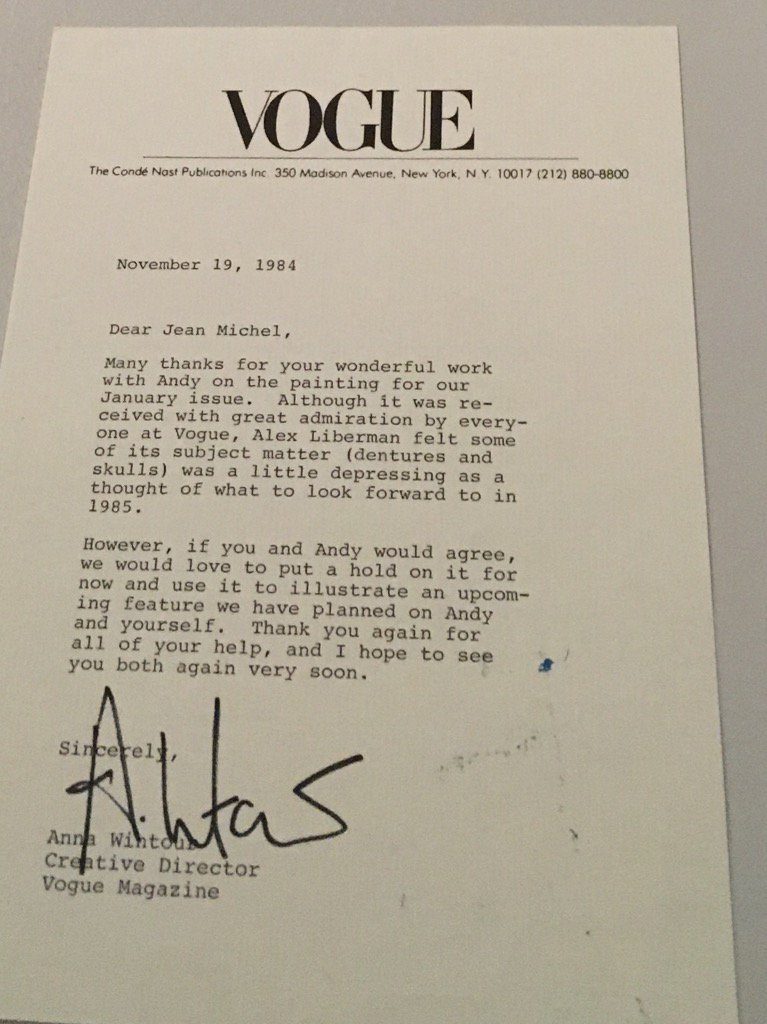 VOGUE
The Condé Nast Publications Inc. 350 Madison Avenue, New York, N.Y. 10017 (212) 880-8800
November 19, 1984
Dear Jean Michel,
Many thanks for your wonderful work
with Andy on the painting for our
January issue. Although it was re-
ceived with great admiration by every-
one at Vogue, Alex Liberman felt some
of its subject matter (dentures and
skulls) was a little depressing as a
thought of what to look forward to in
1985.
However, if you and Andy would agree,
we would love to put a hold on it for
now and use it to illustrate an upcom-
ing feature we have planned on Andy
and yourself. Thank you again for
all of your help, and I hope to see
you both again very soon.
Sincerely,
Anna Wintour
Creative Director
Vogue Magazine